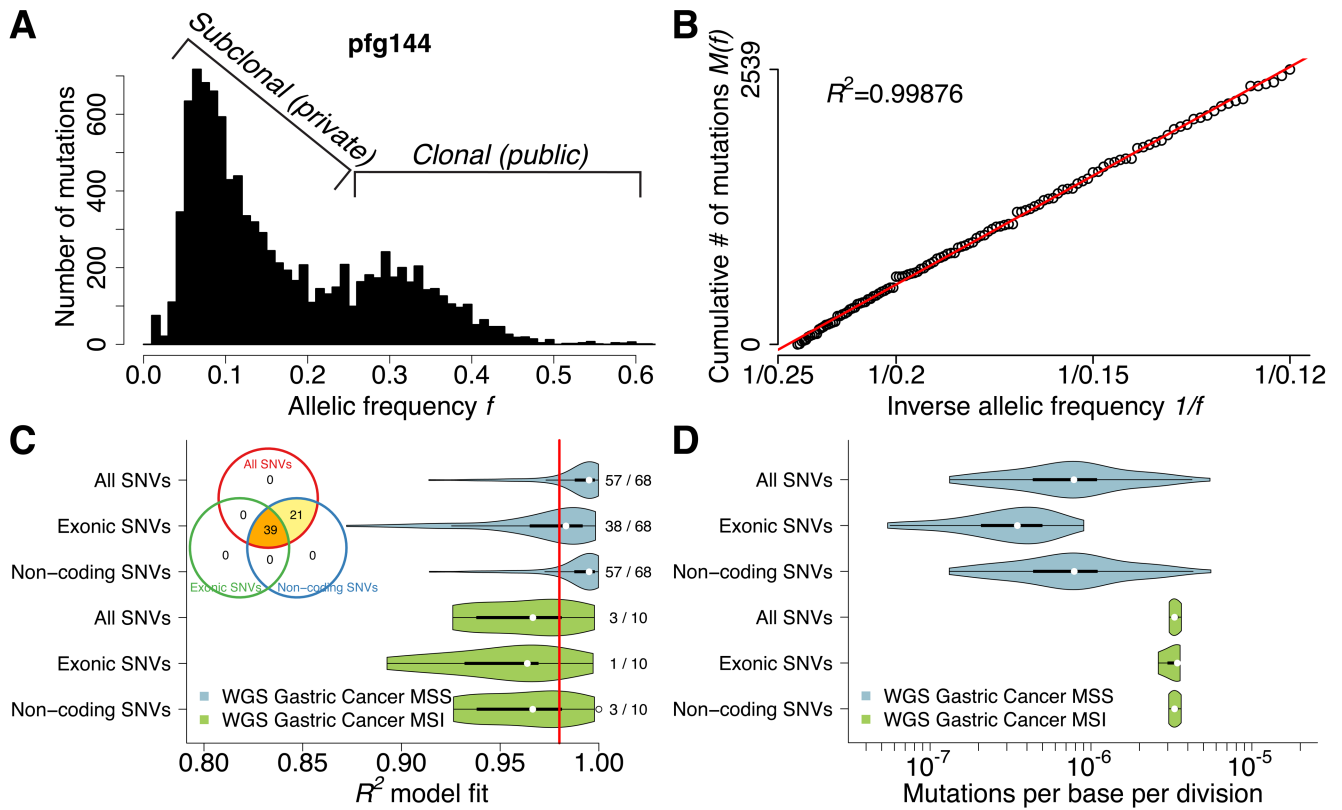 A
pfg144
Subclonal (private)
Clonal (public)
Number of mutations
0
200
400
600
0.0
0.1
0.2
0.3
0.4
0.5
0.6
Allelic frequency f
B
R²=0.99876
Cumulative # of mutations M(f)
0
2539
1/0.25
1/0.2
1/0.15
1/0.12
Inverse allelic frequency 1/f
C
All SNVs
Exonic SNVs
Non−coding SNVs
All SNVs
Exonic SNVs
Non−coding SNVs
All SNVs
0
0
21
39
0
0
0
Exonic SNVs
Non−coding SNVs
57 / 68
38 / 68
57 / 68
3 / 10
1 / 10
3 / 10
WGS Gastric Cancer MSS
WGS Gastric Cancer MSI
0.80
0.85
0.90
0.95
1.00
R² model fit
D
All SNVs
Exonic SNVs
Non−coding SNVs
All SNVs
Exonic SNVs
Non−coding SNVs
WGS Gastric Cancer MSS
WGS Gastric Cancer MSI
10⁻⁷
10⁻⁶
10⁻⁵
Mutations per base per division